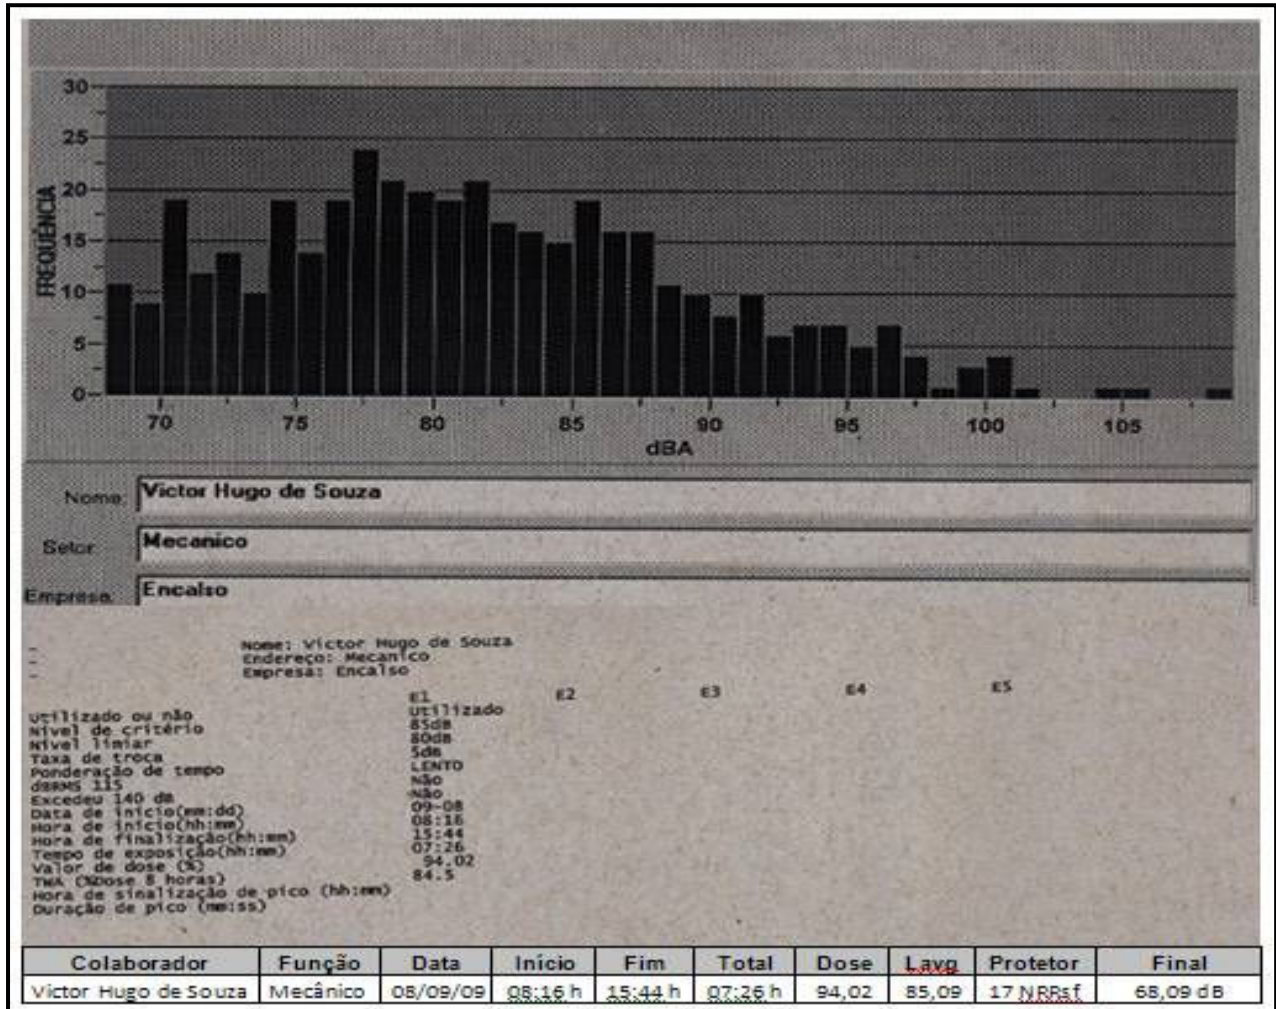 30
25
20
15
10
5
0
FREQUÊNCIA
70 75 80 85 90 95 100 105
dBA
Nome: Victor Hugo de Souza
Setor: Mecanico
Empresa: Encalso
Nome: Victor Hugo de Souza
Endereço: Mecanico
Empresa: Encalso
E1 E2 E3 E4 E5
Utilizado ou não Utilizado
Nível de critério 85dB
Nível limiar 80dB
Taxa de troca 5dB
Ponderação de tempo LENTO
dBRMS 115 Não
Excedeu 140 dB Não
Data de início(mm:dd) 09-08
Hora de início(hh:mm) 08:16
Hora de finalização(hh:mm) 15:44
Tempo de exposição(hh:mm) 07:26
Valor de dose (%) 94.02
TWA (%Dose 8 horas) 84.5
Hora de sinalização de pico (hh:mm)
Duração de pico (mm:ss)
Colaborador Função Data Início Fim Total Dose Lavg Protetor Final
Victor Hugo de Souza Mecânico 08/09/09 08:16 h 15:44 h 07:26 h 94,02 85,09 17 NRRsf 68,09 dB